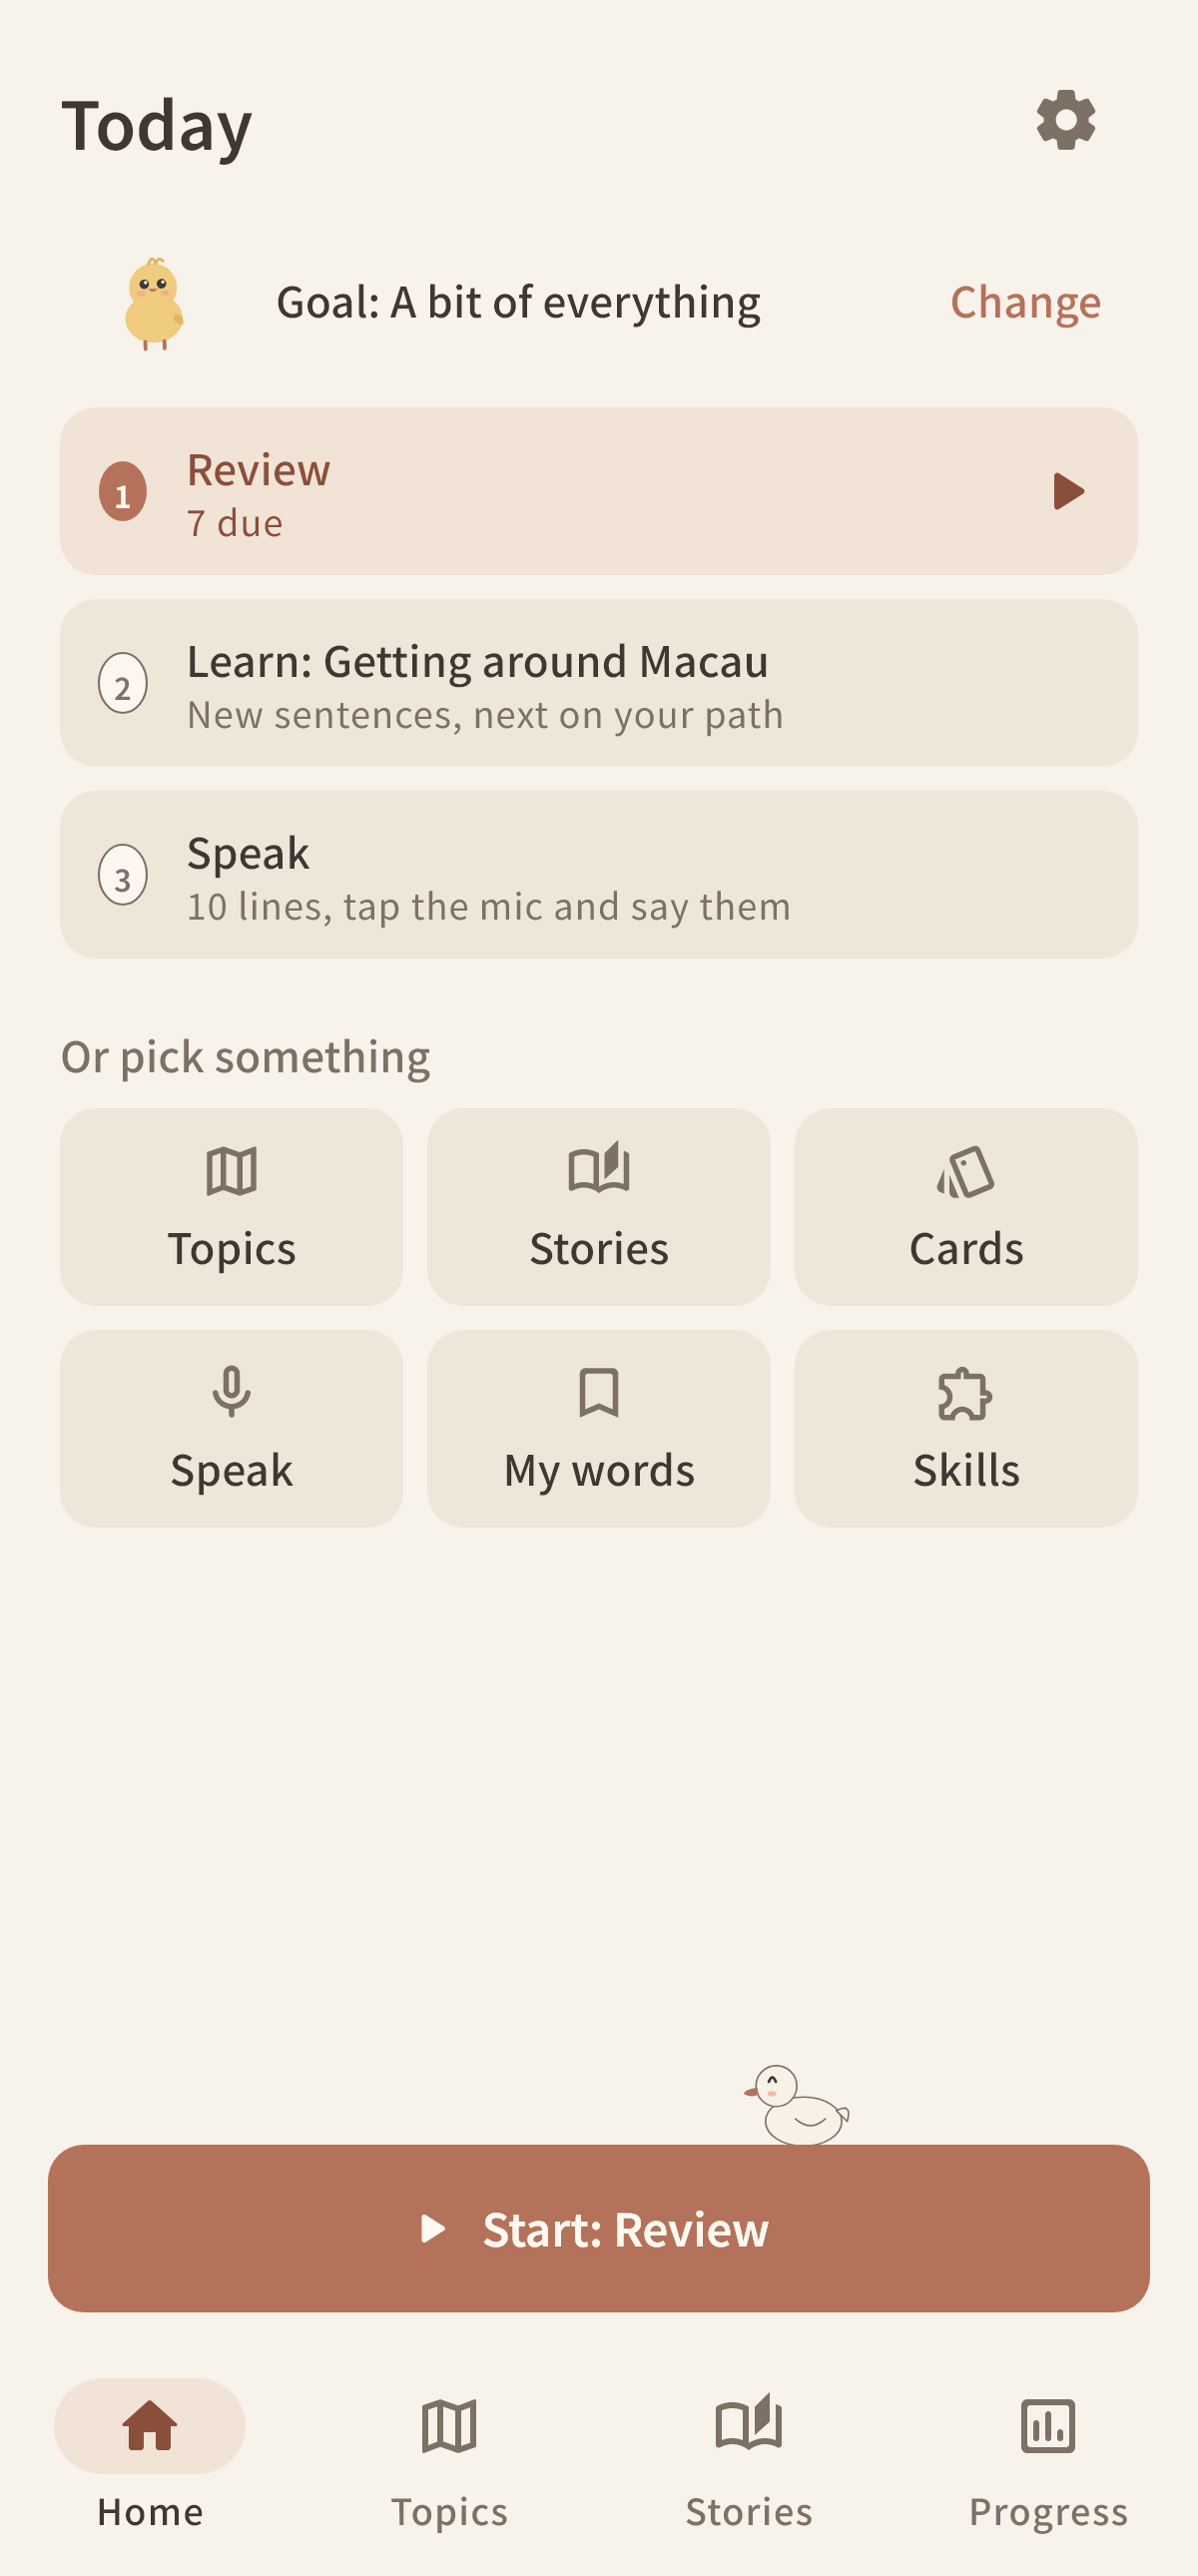 Today
Goal: A bit of everything
Change
1
Review
7 due
2
Learn: Getting around Macau
New sentences, next on your path
3
Speak
10 lines, tap the mic and say them
Or pick something
Topics
Stories
Cards
Speak
My words
Skills
Start: Review
Home
Topics
Stories
Progress